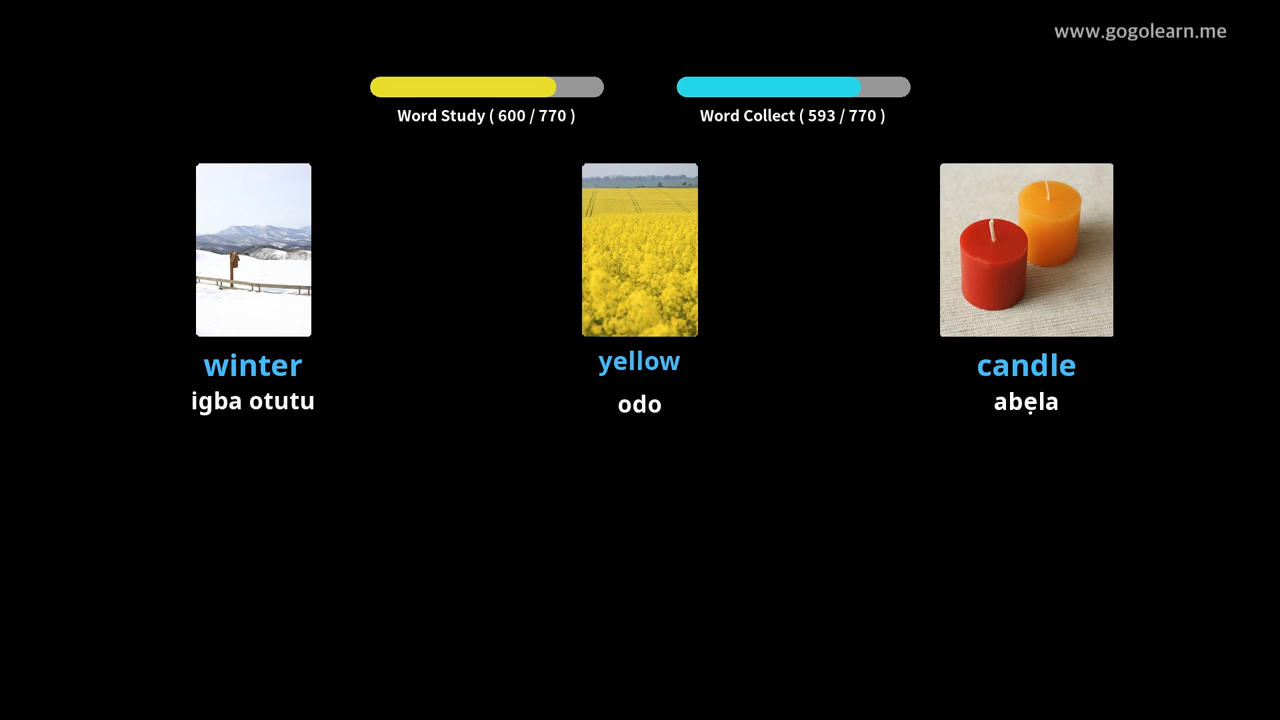 www.gogolearn.me
Word Study ( 600 / 770 )
Word Collect ( 593 / 770 )
winter
igba otutu
yellow
odo
candle
abẹla